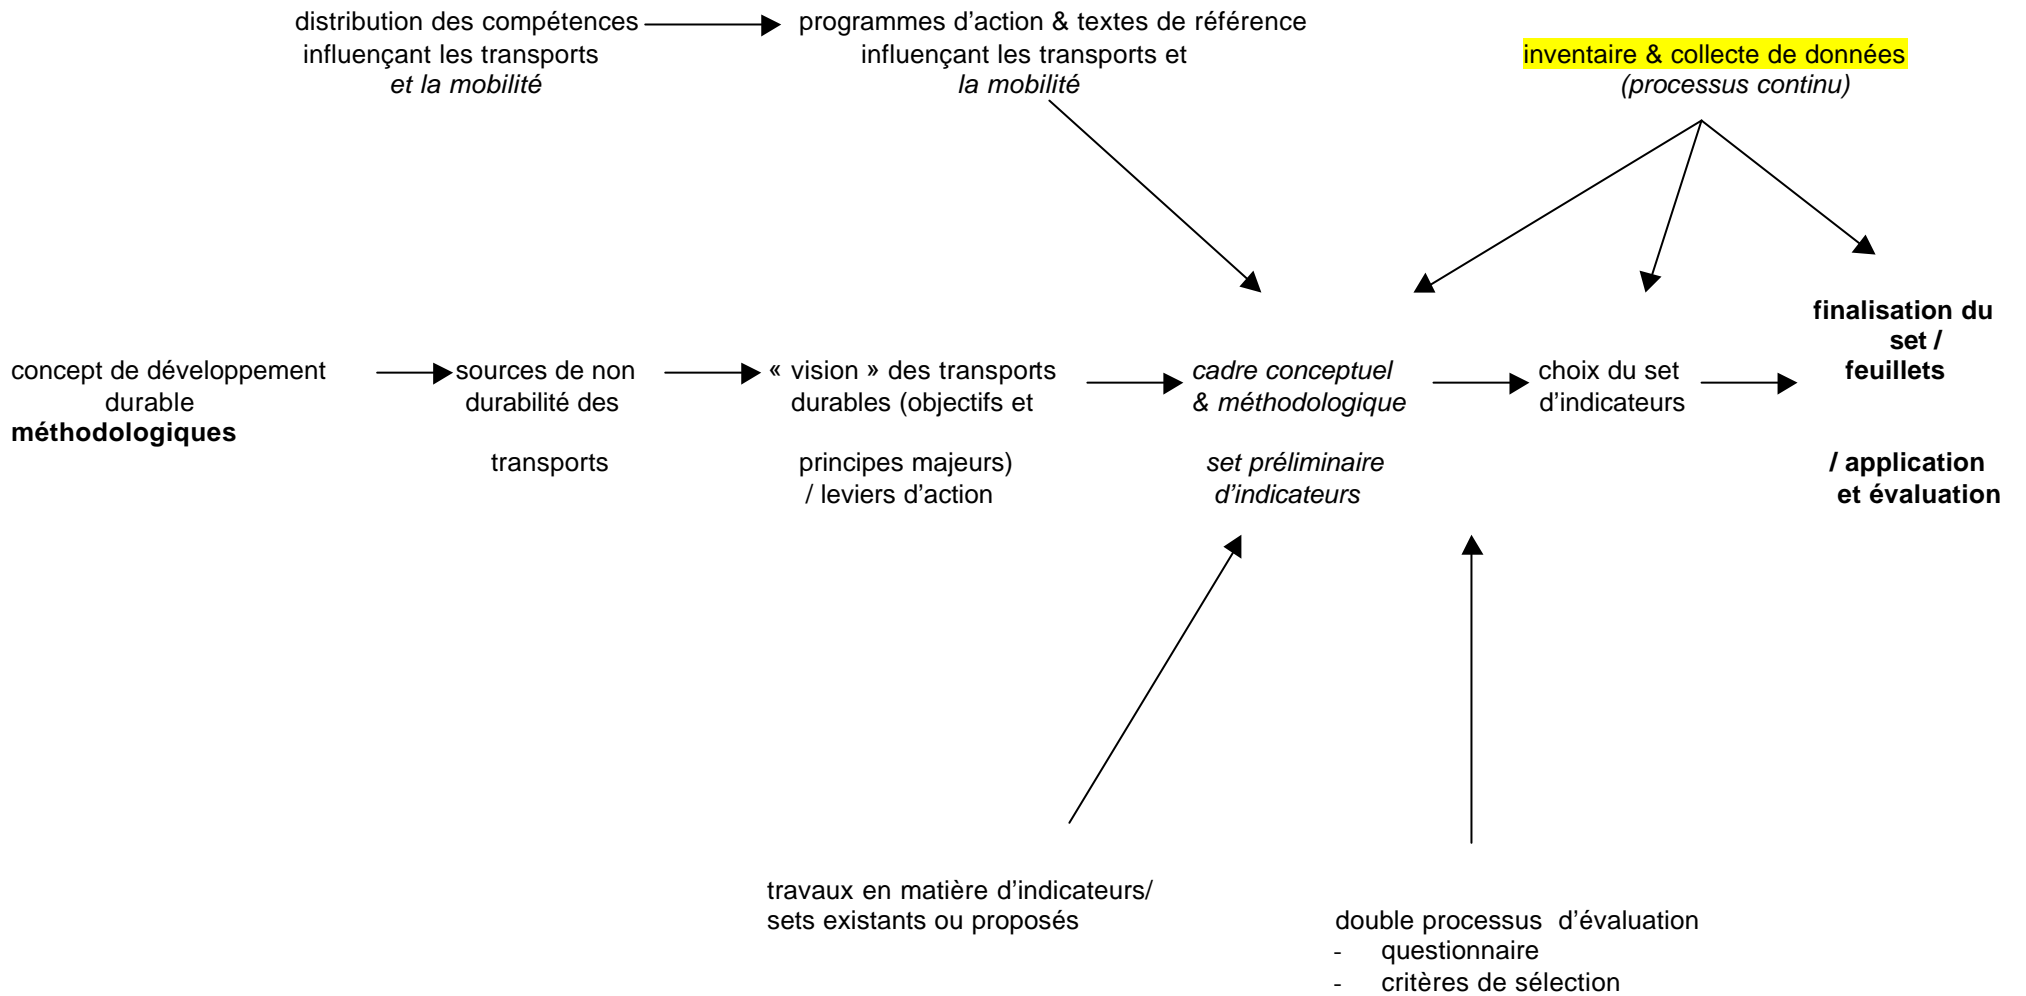 distribution des compétences
influençant les transports
et la mobilité
programmes d'action & textes de référence
influençant les transports et
la mobilité
inventaire & collecte de données
(processus continu)
concept de développement
durable
méthodologiques
sources de non
durabilité des
transports
« vision » des transports
durables (objectifs et
principes majeurs)
/ leviers d'action
cadre conceptuel
& méthodologique
set préliminaire
d'indicateurs
choix du set
d'indicateurs
finalisation du
set /
feuillets
/ application
et évaluation
travaux en matière d'indicateurs/
sets existants ou proposés
double processus d'évaluation
- questionnaire
- critères de sélection